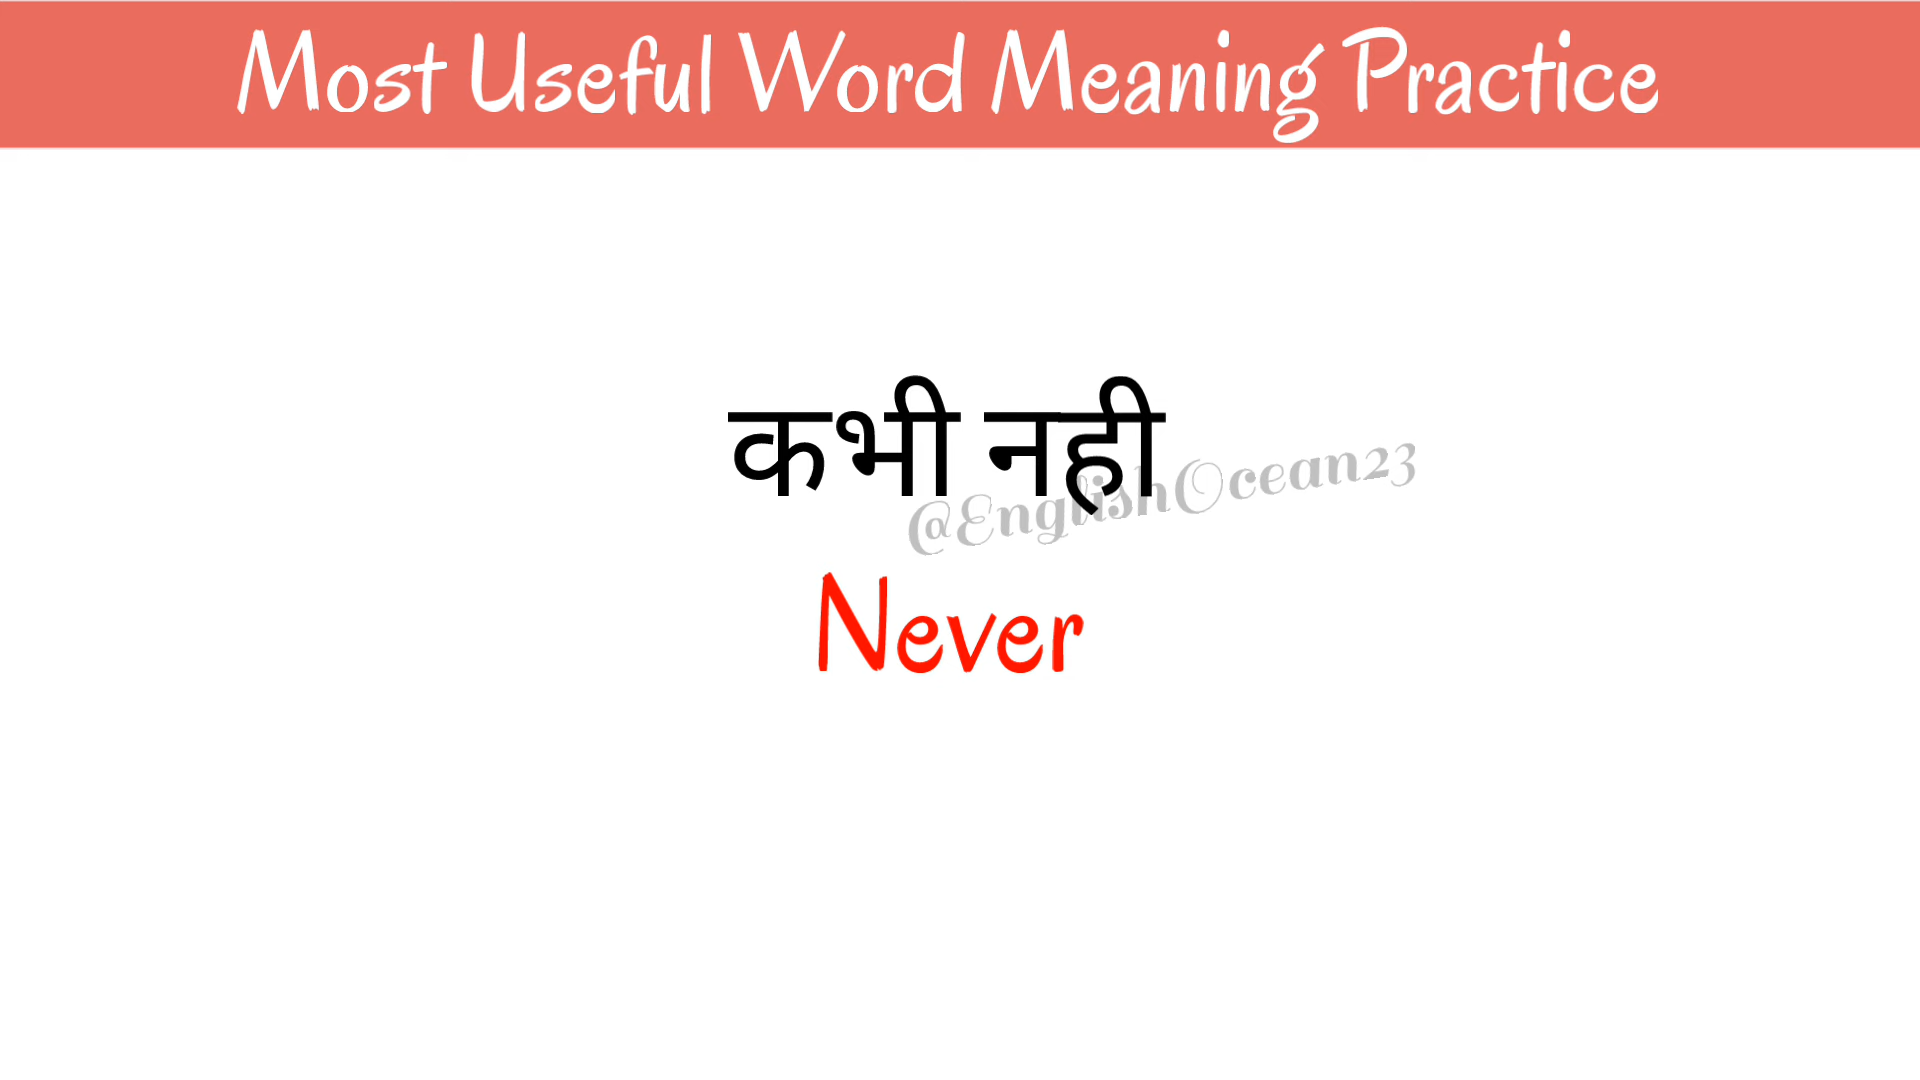 Most Useful Word Meaning Practice
कभी नही
@EnglishOcean23
Never